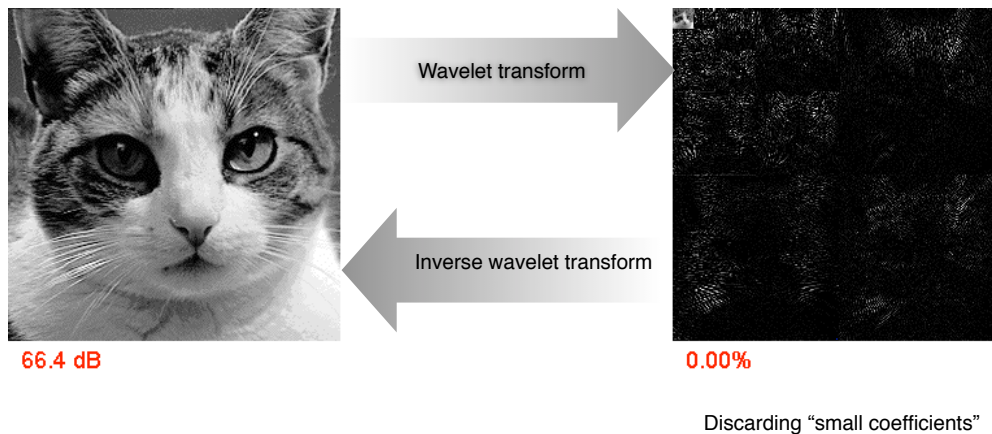 Wavelet transform
Inverse wavelet transform
66.4 dB
0.00%
Discarding “small coefficients”